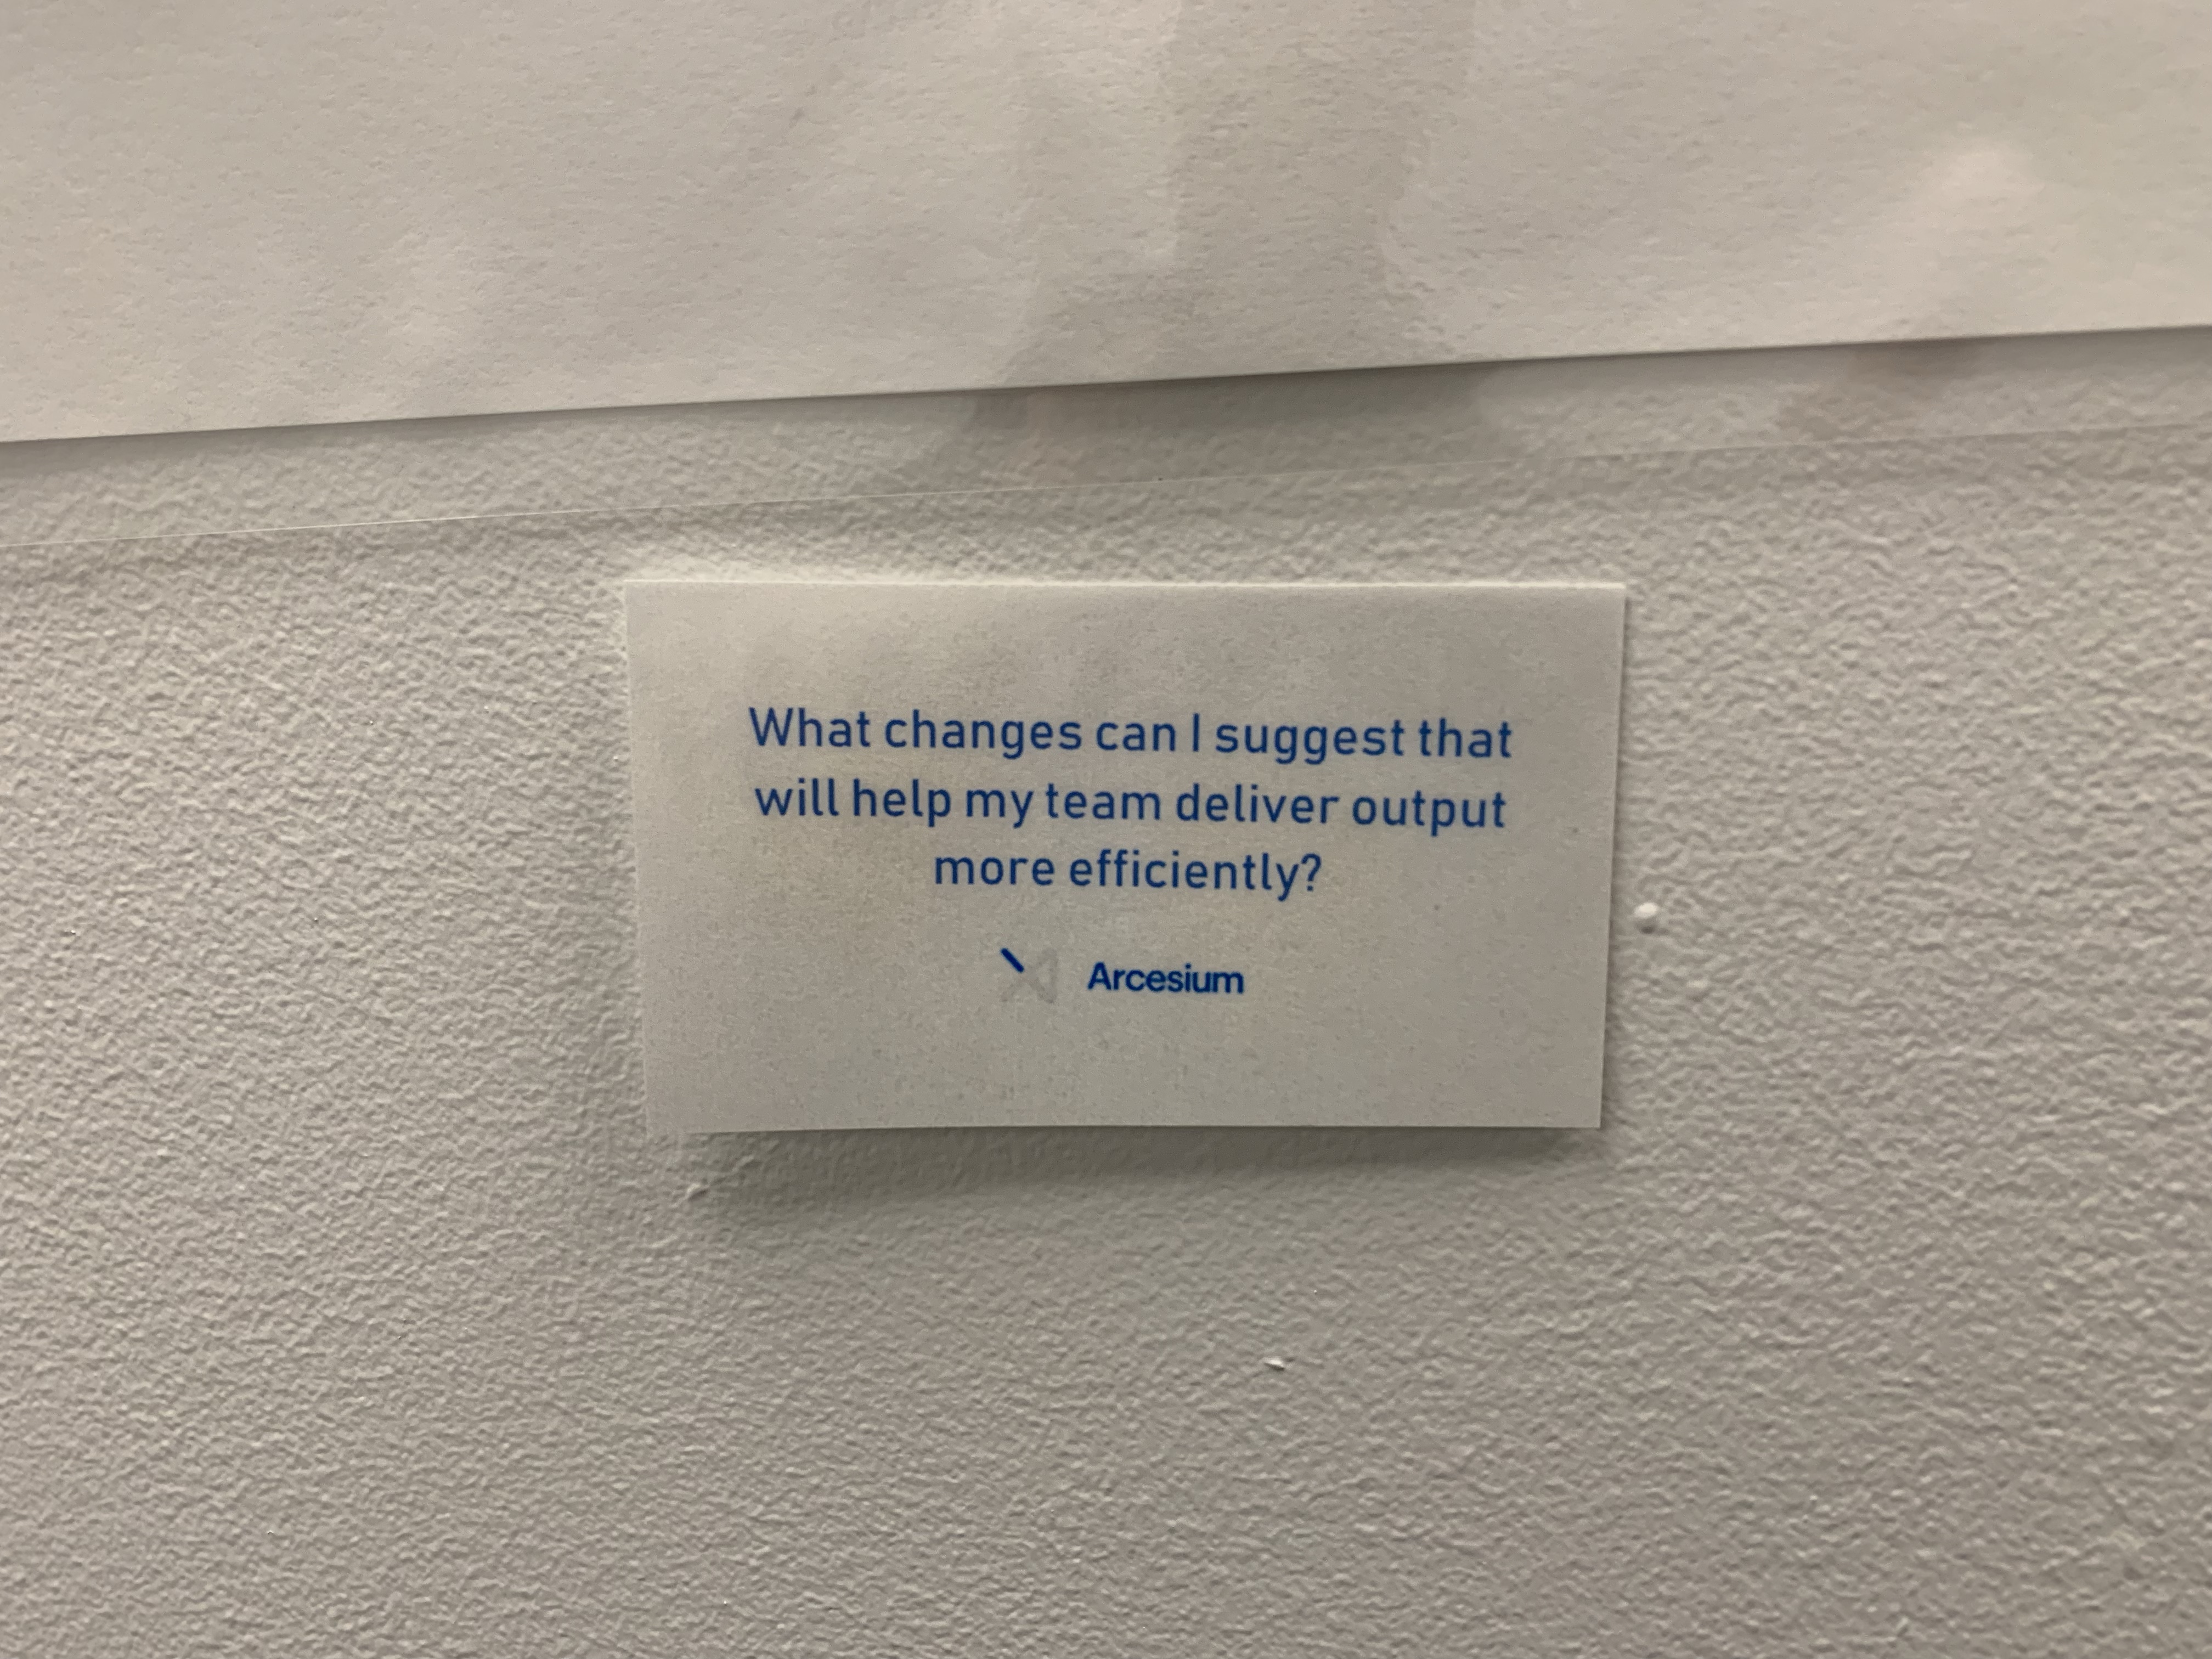 What changes can I suggest that
will help my team deliver output
more efficiently?
Arcesium